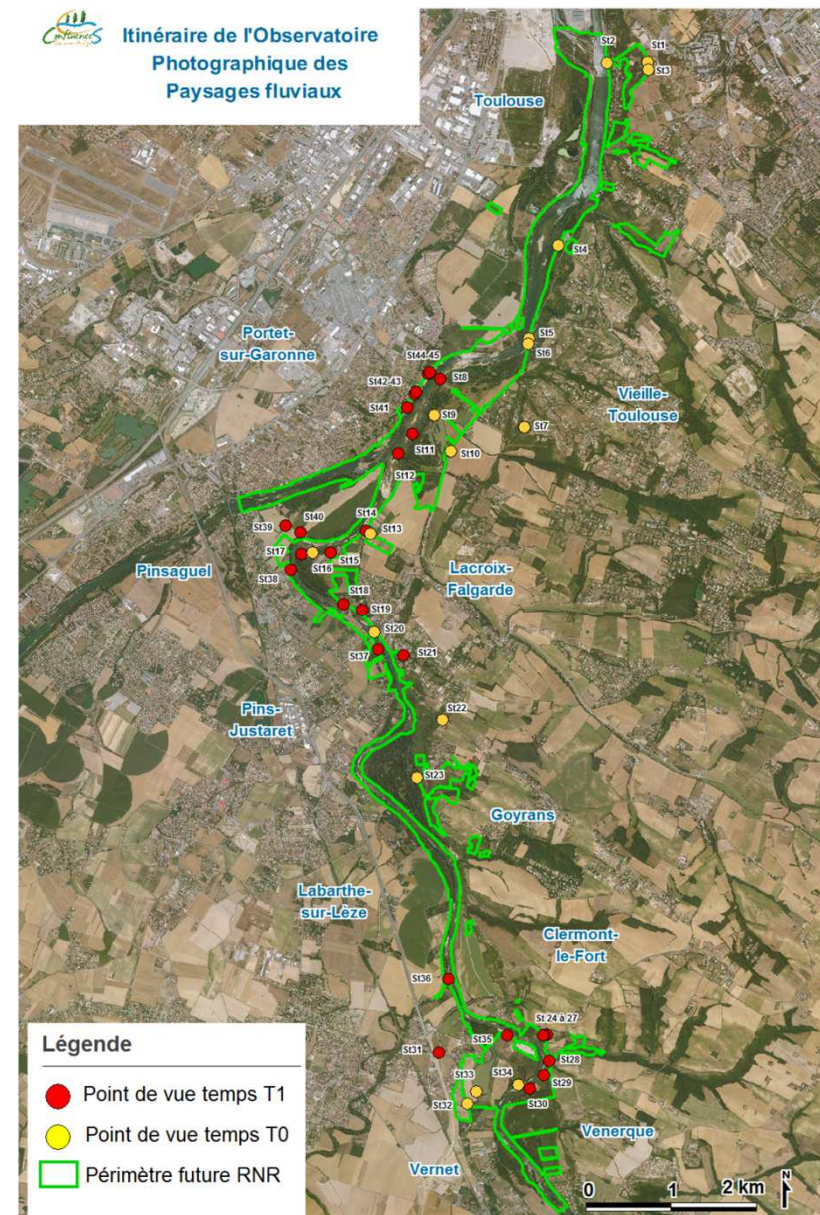 Confluences
Itinéraire de l'Observatoire
Photographique des
Paysages fluviaux
St2
St1
St3
Toulouse
St4
Portet-
sur-Garonne
St5
St6
St44-45
St42-43
St8
St41
St9
Vieille-
Toulouse
St7
St11
St10
St12
St14
St13
St39
St40
St17
St16
St15
Pinsaguel
St38
Lacroix-
Falgarde
St18
St19
St20
St37
St21
Pins-
Justaret
St22
St23
Goyrans
Labarthe-
sur-Lèze
Clermont-
le-Fort
St36
St35
St 24 à 27
St31
St28
St33
St34
St29
St32
St30
Venerque
Vernet
Légende
Point de vue temps T1
Point de vue temps T0
Périmètre future RNR
0 1 2 km
N